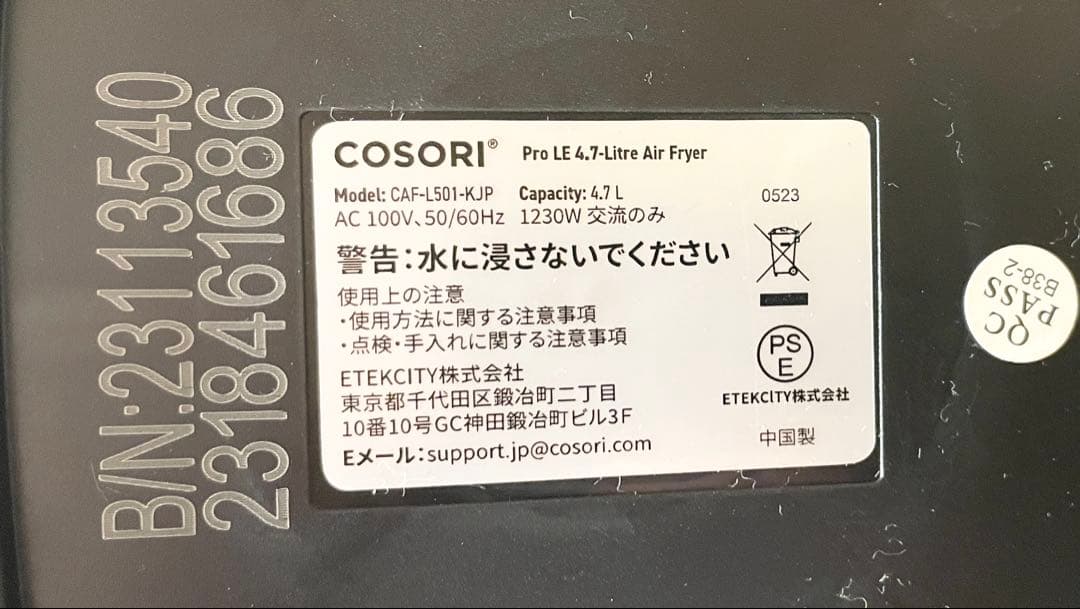 B/N:23113540
2318461686
COSORI® Pro LE 4.7-Litre Air Fryer
Model: CAF-L501-KJP Capacity: 4.7 L
AC 100V、50/60Hz 1230W 交流のみ
0523
警告：水に浸さないでください
使用上の注意
・使用方法に関する注意事項
・点検・手入れに関する注意事項
PS
E
ETEKCITY株式会社
ETEKCITY株式会社
東京都千代田区鍛冶町二丁目
10番10号GC神田鍛冶町ビル3F
Eメール：support.jp@cosori.com
中国製
QC
PASS
B38-2